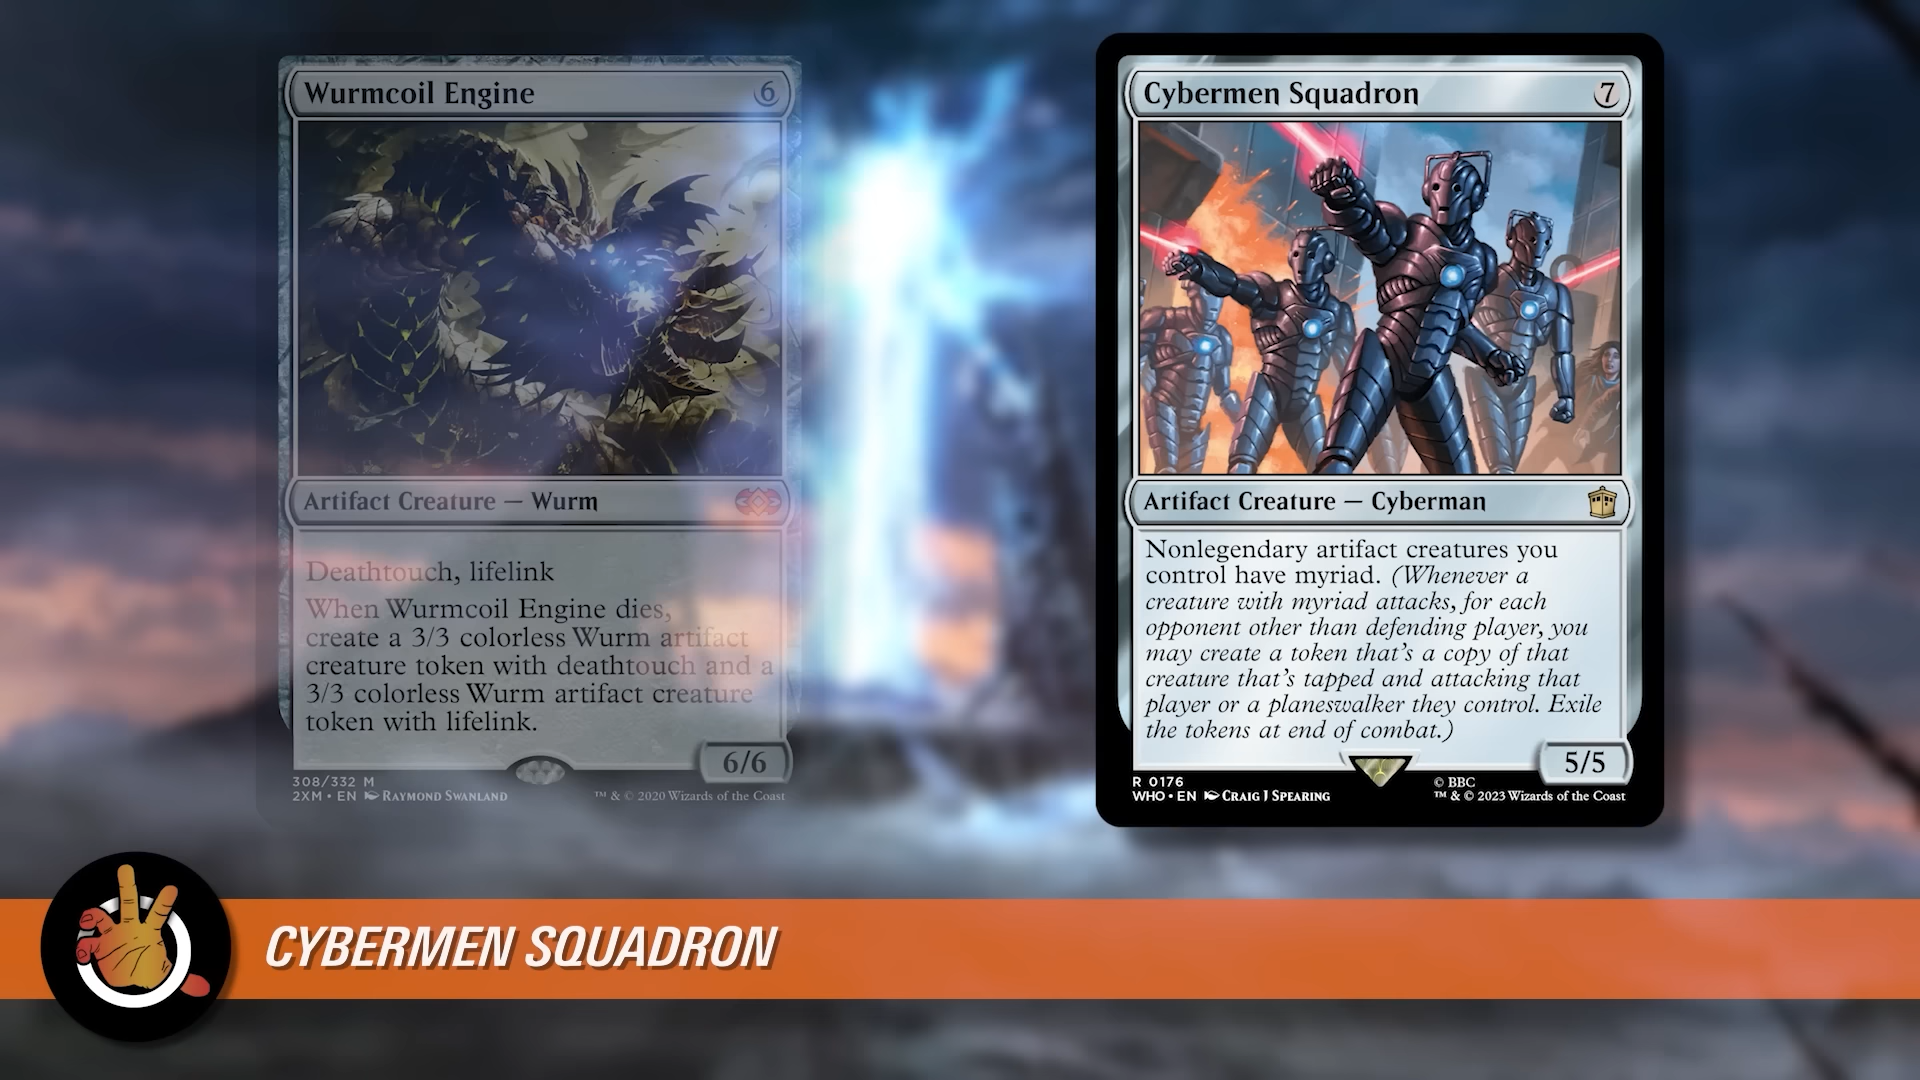 Wurmcoil Engine
6
Artifact Creature — Wurm
Deathtouch, lifelink
When Wurmcoil Engine dies,
create a 3/3 colorless Wurm artifact
creature token with deathtouch and a
3/3 colorless Wurm artifact creature
token with lifelink.
6/6
308/332 M
2XM • EN RAYMOND SWANLAND
™ & © 2020 Wizards of the Coast
Cybermen Squadron
7
Artifact Creature — Cyberman
Nonlegendary artifact creatures you
control have myriad. (Whenever a
creature with myriad attacks, for each
opponent other than defending player, you
may create a token that's a copy of that
creature that's tapped and attacking that
player or a planeswalker they control. Exile
the tokens at end of combat.)
5/5
R 0176
WHO • EN CRAIG J SPEARING
© BBC
™ & © 2023 Wizards of the Coast
CYBERMEN SQUADRON